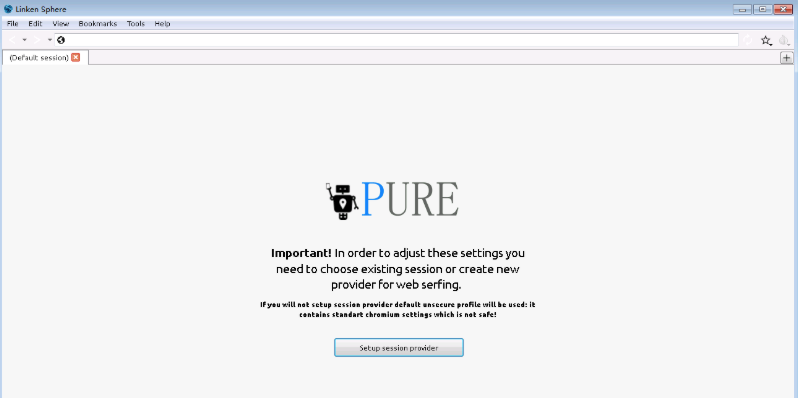 Linken Sphere
File Edit View Bookmarks Tools Help
(Default session)
PURE
Important! In order to adjust these settings you
need to choose existing session or create new
provider for web serfing.
If you will not setup session provider default unsecure profile will be used: it
contains standart chromium settings which is not safe!
Setup session provider